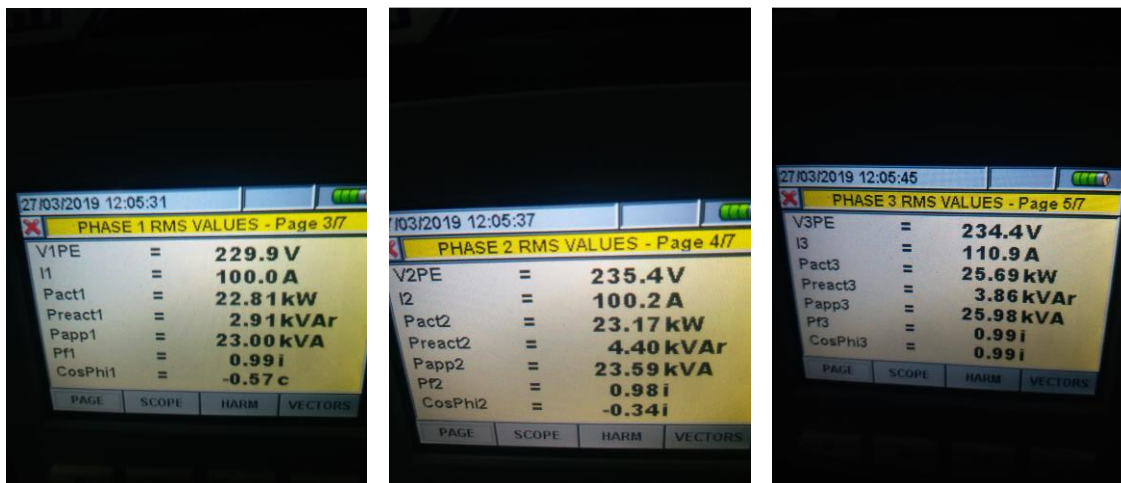 27/03/2019 12:05:31
PHASE 1 RMS VALUES - Page 3/7
V1PE = 229.9 V
I1 = 100.0 A
Pact1 = 22.81 kW
Preact1 = 2.91 kVAr
Papp1 = 23.00 kVA
Pf1 = 0.99 i
CosPhi1 = -0.57 c
PAGE SCOPE HARM VECTORS
/03/2019 12:05:37
PHASE 2 RMS VALUES - Page 4/7
V2PE = 235.4 V
I2 = 100.2 A
Pact2 = 23.17 kW
Preact2 = 4.40 kVAr
Papp2 = 23.59 kVA
Pf2 = 0.98 i
CosPhi2 = -0.34 i
PAGE SCOPE HARM VECTORS
27/03/2019 12:05:45
PHASE 3 RMS VALUES - Page 5/7
V3PE = 234.4 V
I3 = 110.9 A
Pact3 = 25.69 kW
Preact3 = 3.86 kVAr
Papp3 = 25.98 kVA
Pf3 = 0.99 i
CosPhi3 = 0.99 i
PAGE SCOPE HARM VECTORS